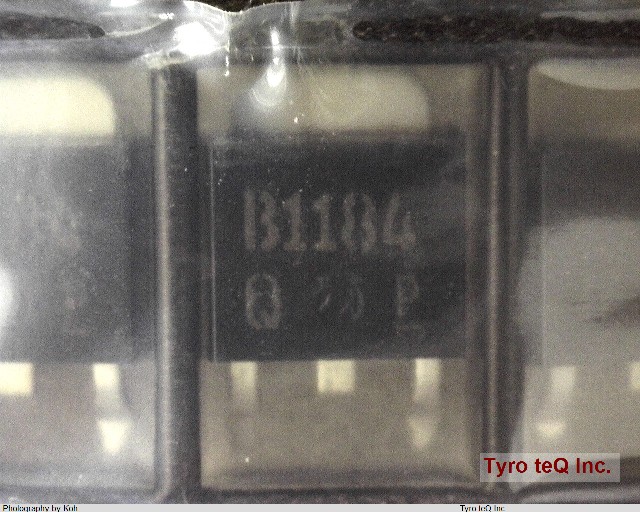 B1184
Q P
Tyro teQ Inc.
Photography by Koh
Tyro teQ Inc